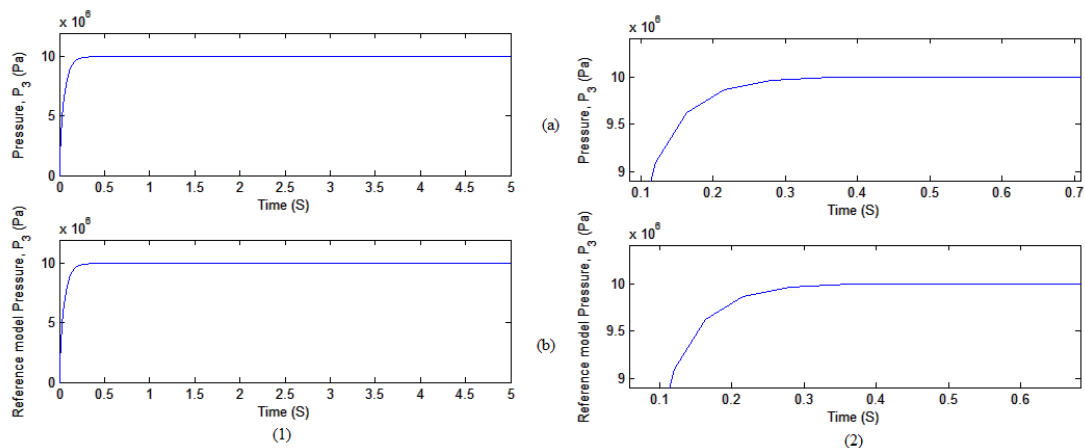 x 10^6
Pressure, P_3 (Pa)
10
5
0
0 0.5 1 1.5 2 2.5 3 3.5 4 4.5 5
Time (S)
(a)
x 10^6
Pressure, P_3 (Pa)
10
9.5
9
0.1 0.2 0.3 0.4 0.5 0.6 0.7
Time (S)
x 10^6
Reference model Pressure, P_3 (Pa)
10
5
0
0 0.5 1 1.5 2 2.5 3 3.5 4 4.5 5
Time (S)
(1)
(b)
x 10^6
Reference model Pressure, P_3 (Pa)
10
9.5
9
0.1 0.2 0.3 0.4 0.5 0.6
Time (S)
(2)